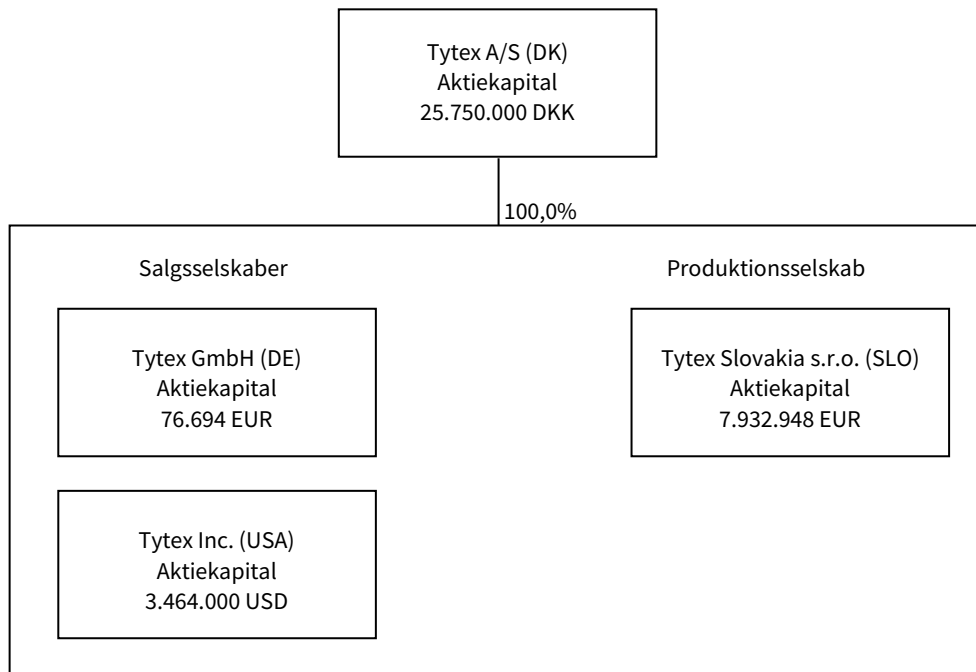 Tytex A/S (DK)
Aktiekapital
25.750.000 DKK
100,0%
Salgsselskaber
Produktionsselskab
Tytex GmbH (DE)
Aktiekapital
76.694 EUR
Tytex Slovakia s.r.o. (SLO)
Aktiekapital
7.932.948 EUR
Tytex Inc. (USA)
Aktiekapital
3.464.000 USD